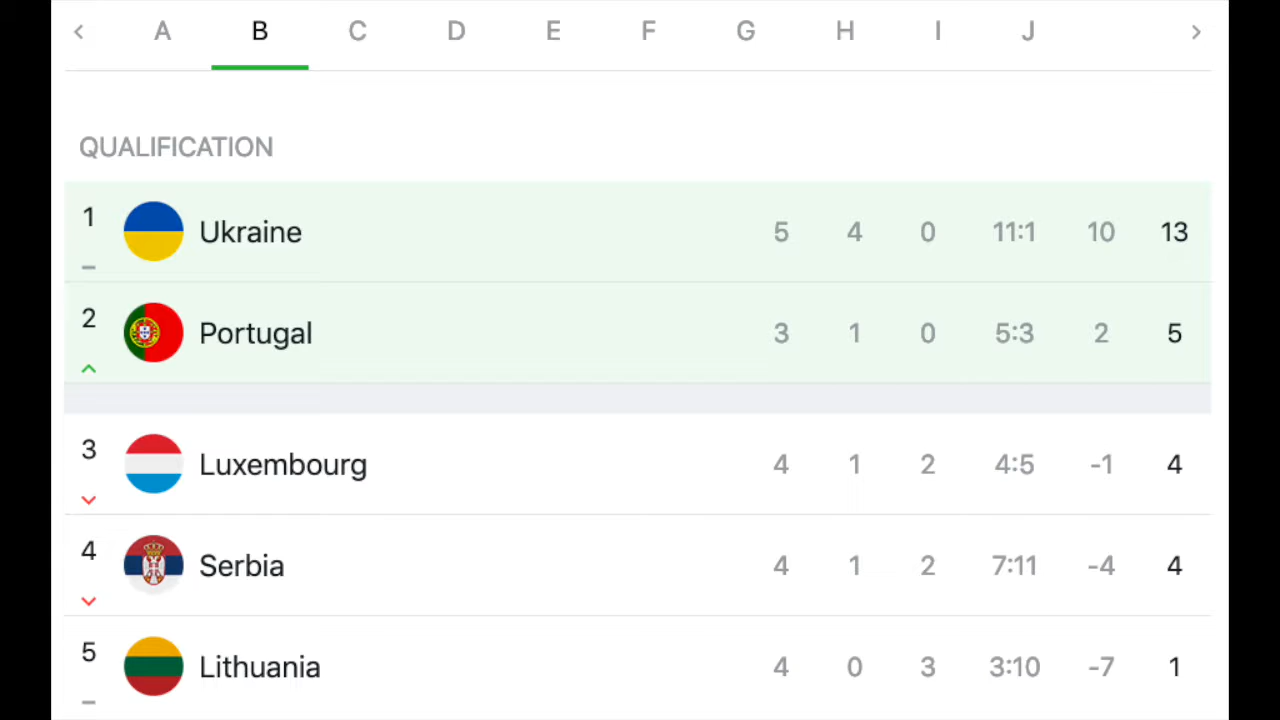 A B C D E F G H I J
QUALIFICATION
1 Ukraine 5 4 0 11:1 10 13
2 Portugal 3 1 0 5:3 2 5
3 Luxembourg 4 1 2 4:5 -1 4
4 Serbia 4 1 2 7:11 -4 4
5 Lithuania 4 0 3 3:10 -7 1